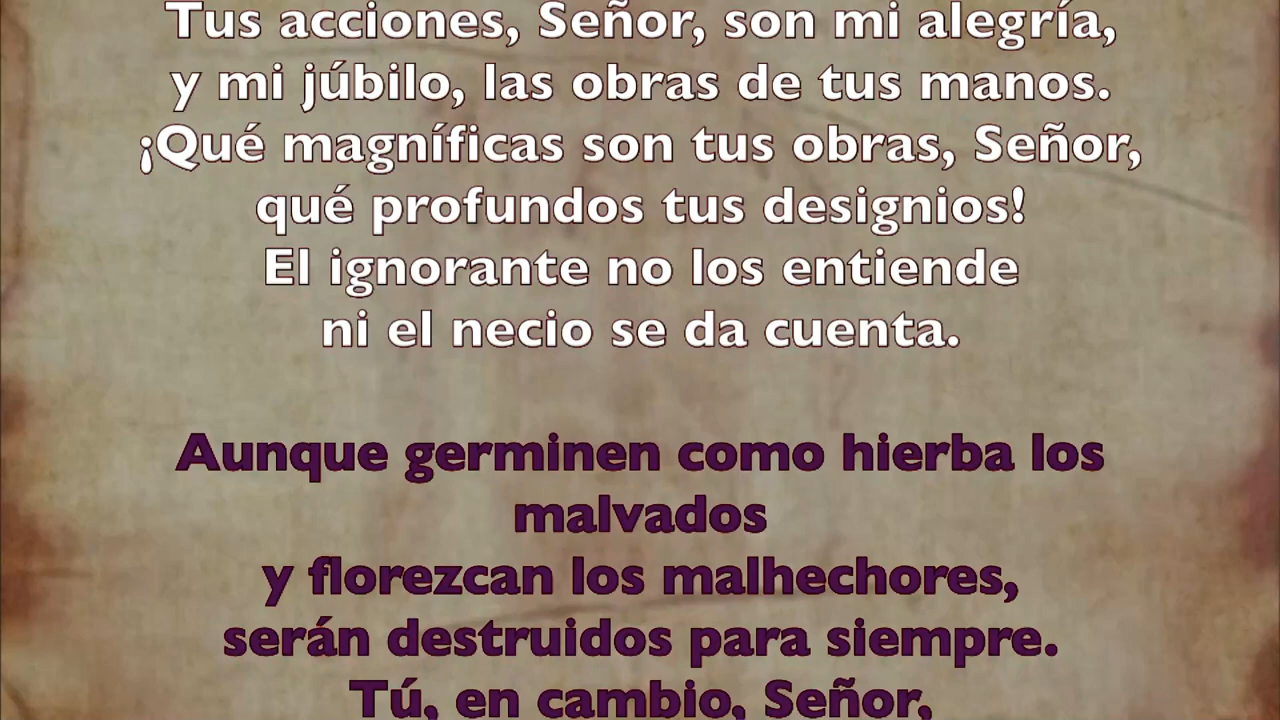 Tus acciones, Señor, son mi alegría,
y mi júbilo, las obras de tus manos.
¡Qué magníficas son tus obras, Señor,
qué profundos tus designios!
El ignorante no los entiende
ni el necio se da cuenta.
Aunque germinen como hierba los
malvados
y florezcan los malhechores,
serán destruidos para siempre.
Tú, en cambio, Señor,